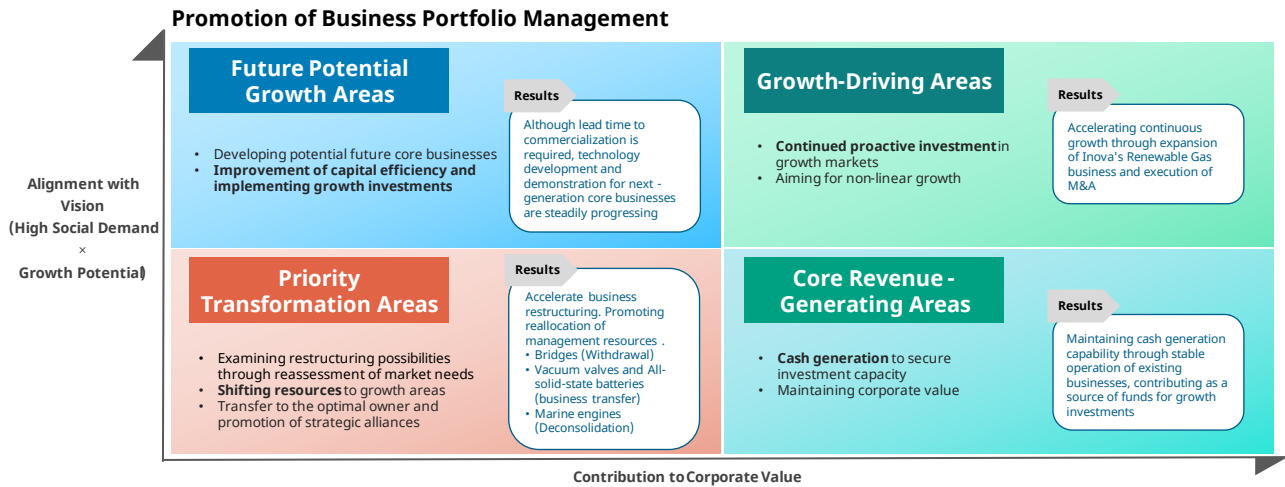 Promotion of Business Portfolio Management
Alignment with
Vision
(High Social Demand
×
Growth Potential)
Future Potential
Growth Areas
• Developing potential future core businesses
• Improvement of capital efficiency and
implementing growth investments
Results
Although lead time to
commercialization is
required, technology
development and
demonstration for next -
generation core businesses
are steadily progressing
Growth-Driving Areas
• Continued proactive investment in
growth markets
• Aiming for non-linear growth
Results
Accelerating continuous
growth through expansion
of Inova's Renewable Gas
business and execution of
M&A
Priority
Transformation Areas
• Examining restructuring possibilities
through reassessment of market needs
• Shifting resources to growth areas
• Transfer to the optimal owner and
promotion of strategic alliances
Results
Accelerate business
restructuring. Promoting
reallocation of
management resources .
• Bridges (Withdrawal)
• Vacuum valves and All-
solid-state batteries
(business transfer)
• Marine engines
(Deconsolidation)
Core Revenue -
Generating Areas
• Cash generation to secure
investment capacity
• Maintaining corporate value
Results
Maintaining cash generation
capability through stable
operation of existing
businesses, contributing as a
source of funds for growth
investments
Contribution to Corporate Value